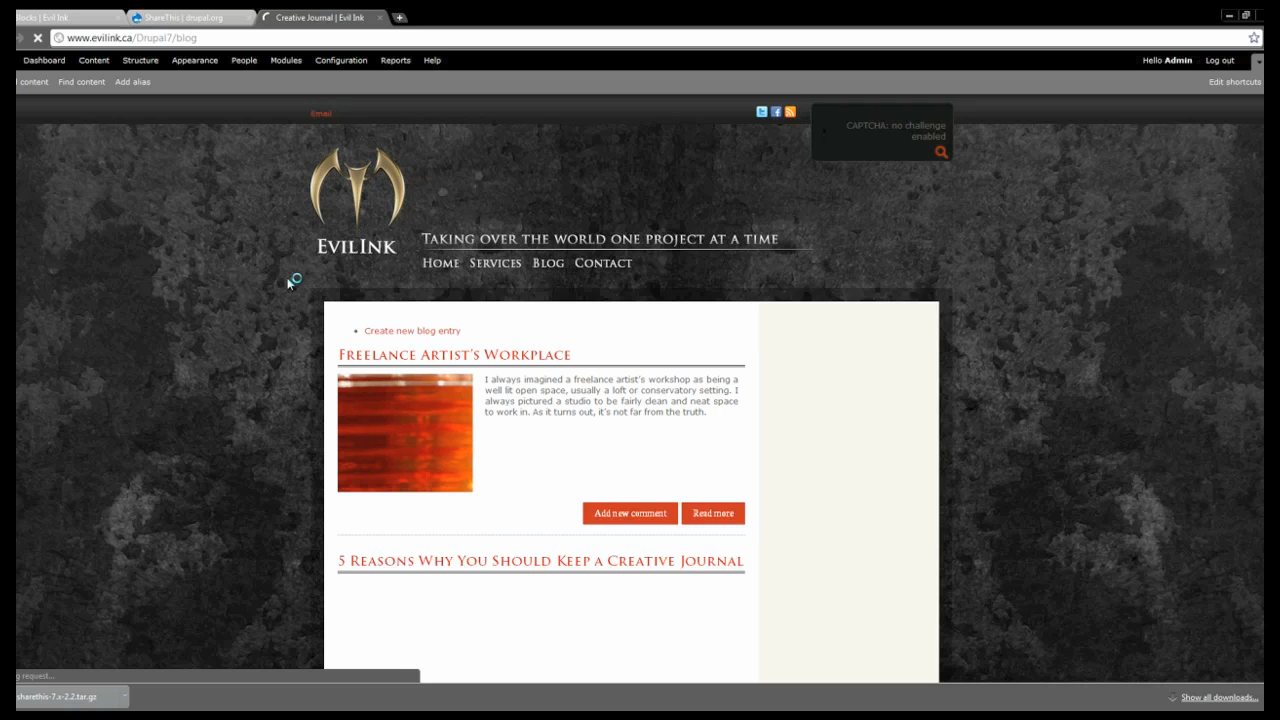 Blocks | Evil Ink
ShareThis | drupal.org
Creative Journal | Evil Ink
www.evilink.ca/Drupal7/blog
Dashboard Content Structure Appearance People Modules Configuration Reports Help Hello Admin Log out
content Find content Add alias Edit shortcuts
Email
CAPTCHA: no challenge
enabled
EvilInk
Taking over the world one project at a time
Home Services Blog Contact
Create new blog entry
Freelance Artist's Workplace
I always imagined a freelance artist's workshop as being a
well lit open space, usually a loft or conservatory setting. I
always pictured a studio to be fairly clean and neat space
to work in. As it turns out, it's not far from the truth.
Add new comment Read more
5 Reasons Why You Should Keep a Creative Journal
g request...
sharethis-7.x-2.2.tar.gz
Show all downloads...